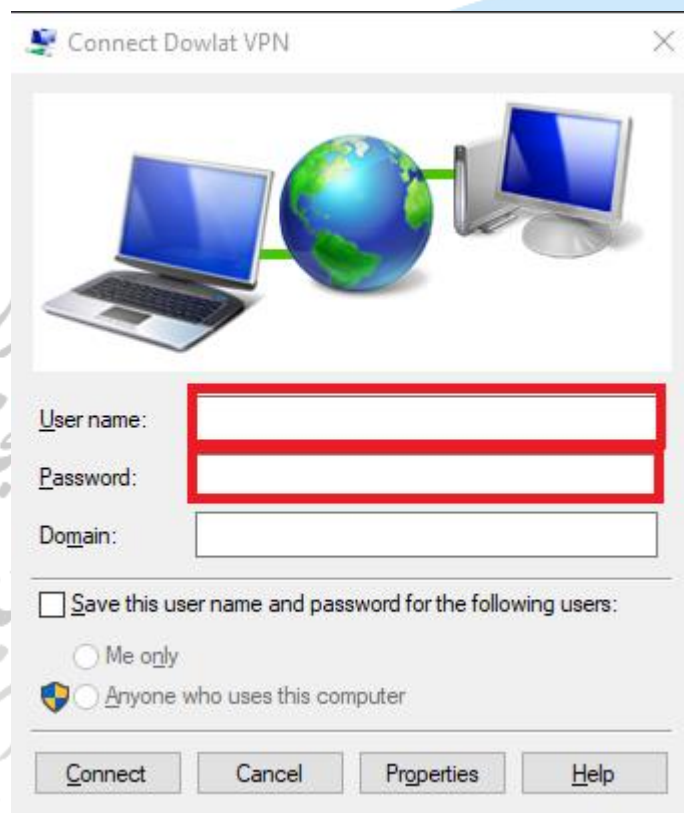 Connect Dowlat VPN
User name:
Password:
Domain:
Save this user name and password for the following users:
Me only
Anyone who uses this computer
Connect Cancel Properties Help